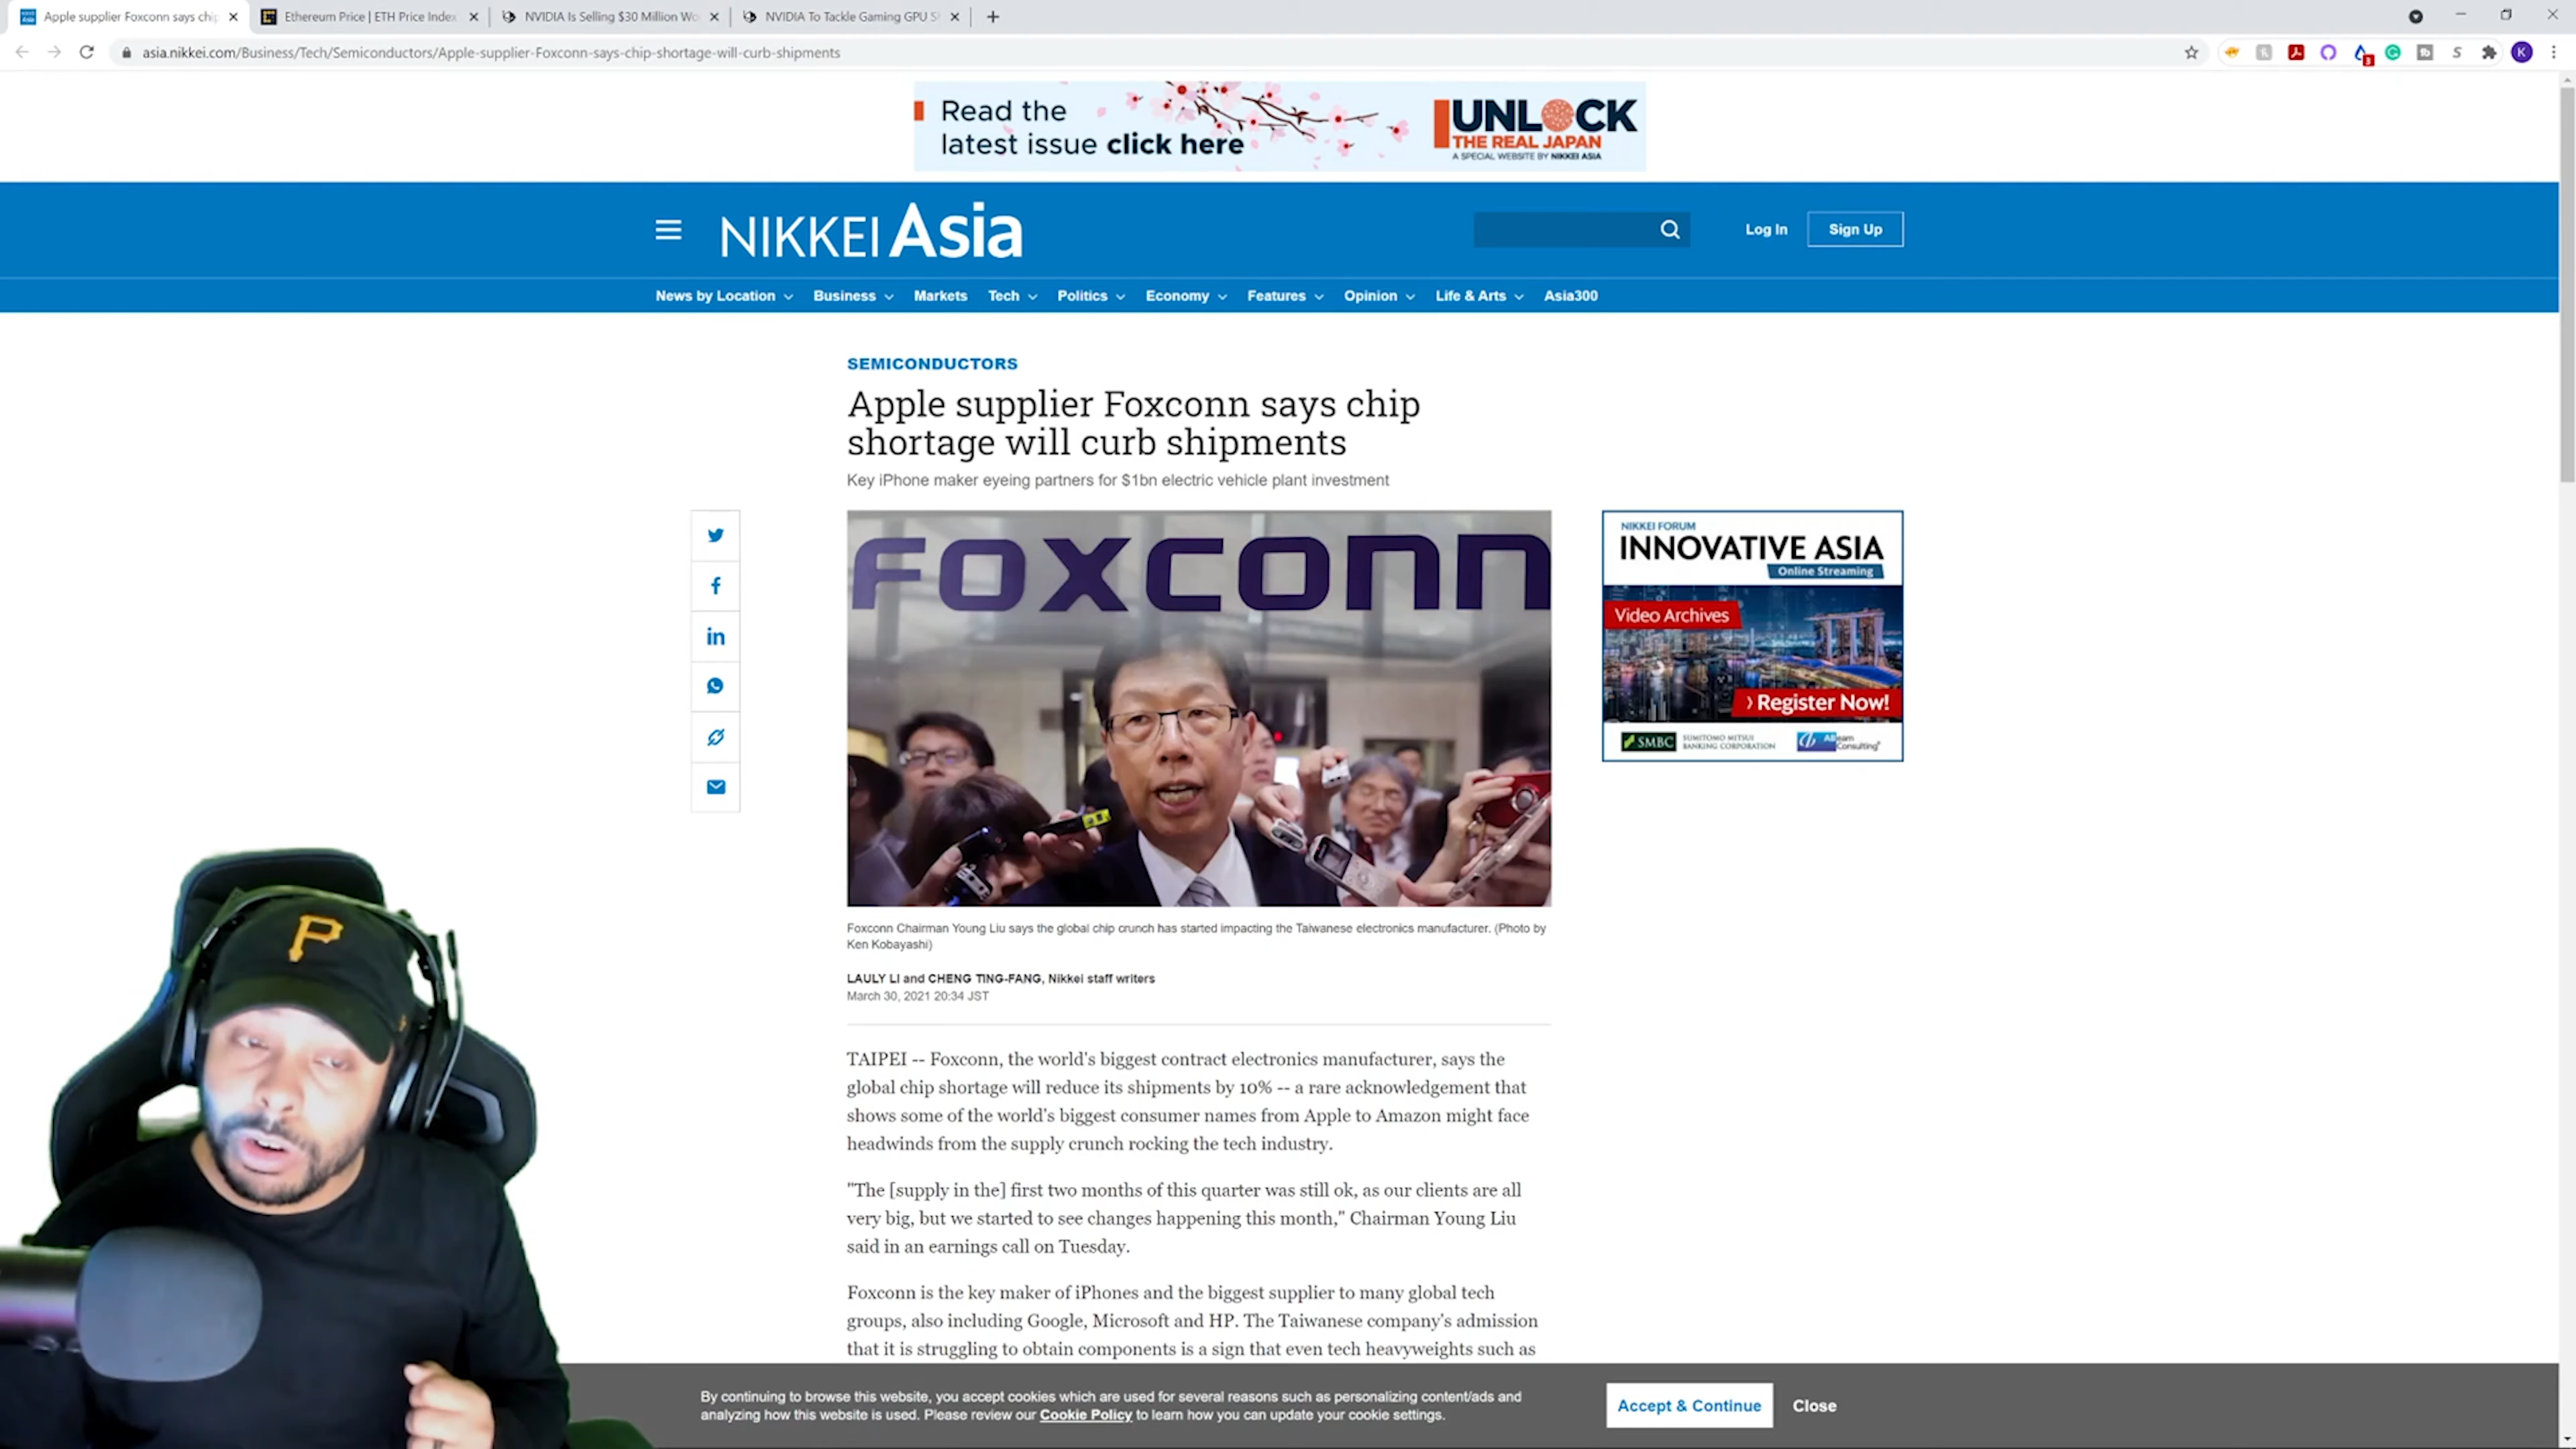 Apple supplier Foxconn says chip
Ethereum Price | ETH Price Index
NVIDIA Is Selling $30 Million Wo
NVIDIA To Tackle Gaming GPU S
asia.nikkei.com/Business/Tech/Semiconductors/Apple-supplier-Foxconn-says-chip-shortage-will-curb-shipments
3
K
Read the
latest issue click here
UNLOCK
THE REAL JAPAN
A SPECIAL WEBSITE BY NIKKEI ASIA
NIKKEI Asia
Log In
Sign Up
News by Location
Business
Markets
Tech
Politics
Economy
Features
Opinion
Life & Arts
Asia300
SEMICONDUCTORS
Apple supplier Foxconn says chip
shortage will curb shipments
Key iPhone maker eyeing partners for $1bn electric vehicle plant investment
FOXCONN
NIKKEI FORUM
INNOVATIVE ASIA
Online Streaming
Video Archives
Register Now!
SMBC
SUMITOMO MITSUI
BANKING CORPORATION
ABeam
Consulting
Foxconn Chairman Young Liu says the global chip crunch has started impacting the Taiwanese electronics manufacturer. (Photo by
Ken Kobayashi)
LAULY LI and CHENG TING-FANG, Nikkei staff writers
March 30, 2021 20:34 JST
TAIPEI -- Foxconn, the world's biggest contract electronics manufacturer, says the
global chip shortage will reduce its shipments by 10% -- a rare acknowledgement that
shows some of the world's biggest consumer names from Apple to Amazon might face
headwinds from the supply crunch rocking the tech industry.
"The [supply in the] first two months of this quarter was still ok, as our clients are all
very big, but we started to see changes happening this month," Chairman Young Liu
said in an earnings call on Tuesday.
Foxconn is the key maker of iPhones and the biggest supplier to many global tech
groups, also including Google, Microsoft and HP. The Taiwanese company's admission
that it is struggling to obtain components is a sign that even tech heavyweights such as
P
By continuing to browse this website, you accept cookies which are used for several reasons such as personalizing content/ads and
analyzing how this website is used. Please review our Cookie Policy to learn how you can update your cookie settings.
Accept & Continue
Close